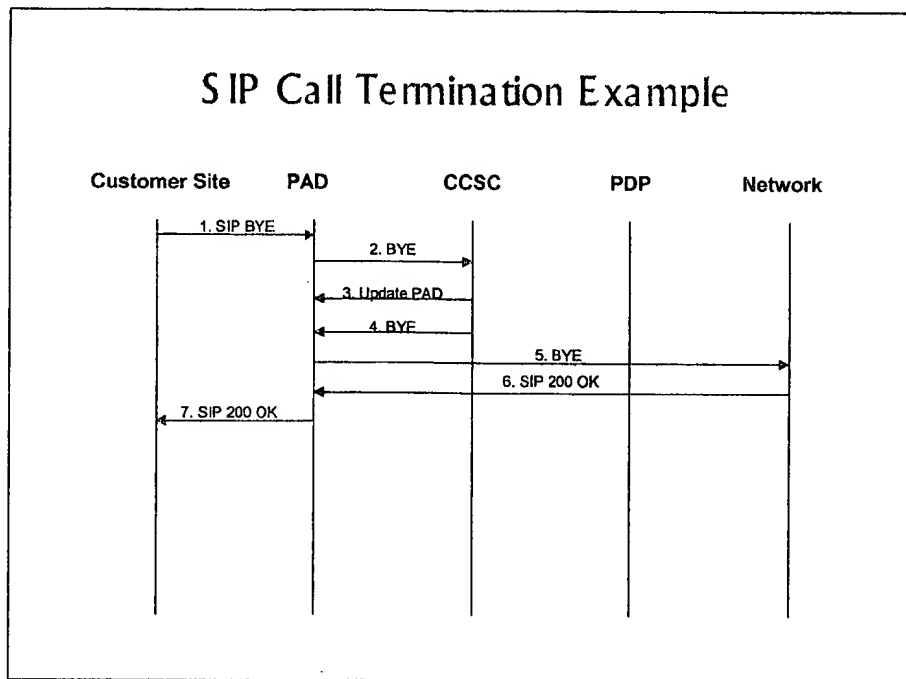 SIP Call Termination Example
Customer Site PAD CCSC PDP Network
1. SIP BYE
2. BYE
3. Update PAD
4. BYE
5. BYE
6. SIP 200 OK
7. SIP 200 OK